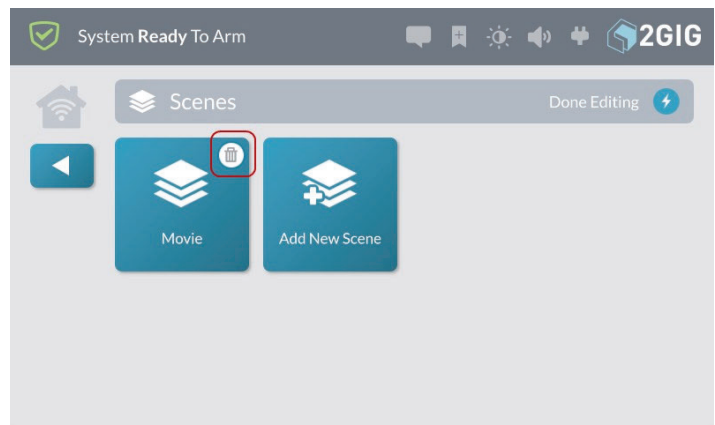 System Ready To Arm
2GIG
Scenes
Done Editing
Movie
Add New Scene